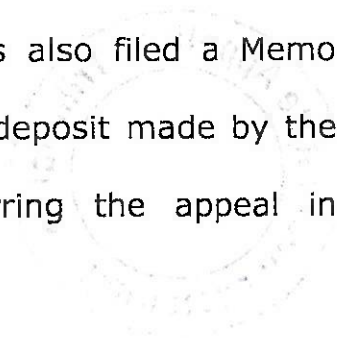 s also filed a Memo
deposit made by the
rring the appeal in